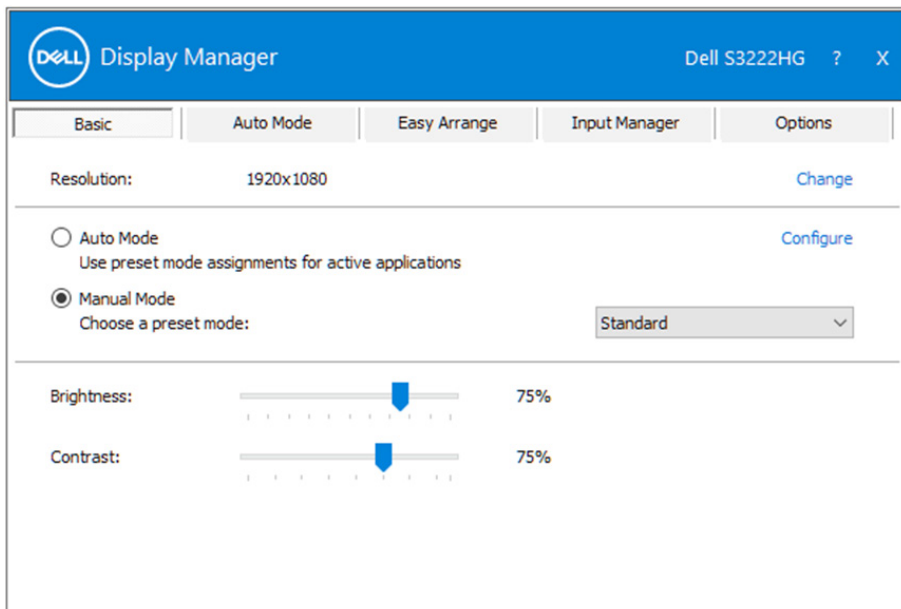 DELL Display Manager Dell S3222HG ? X
Basic Auto Mode Easy Arrange Input Manager Options
Resolution: 1920x1080 Change
Auto Mode Configure
Use preset mode assignments for active applications
Manual Mode
Choose a preset mode: Standard
Brightness: 75%
Contrast: 75%